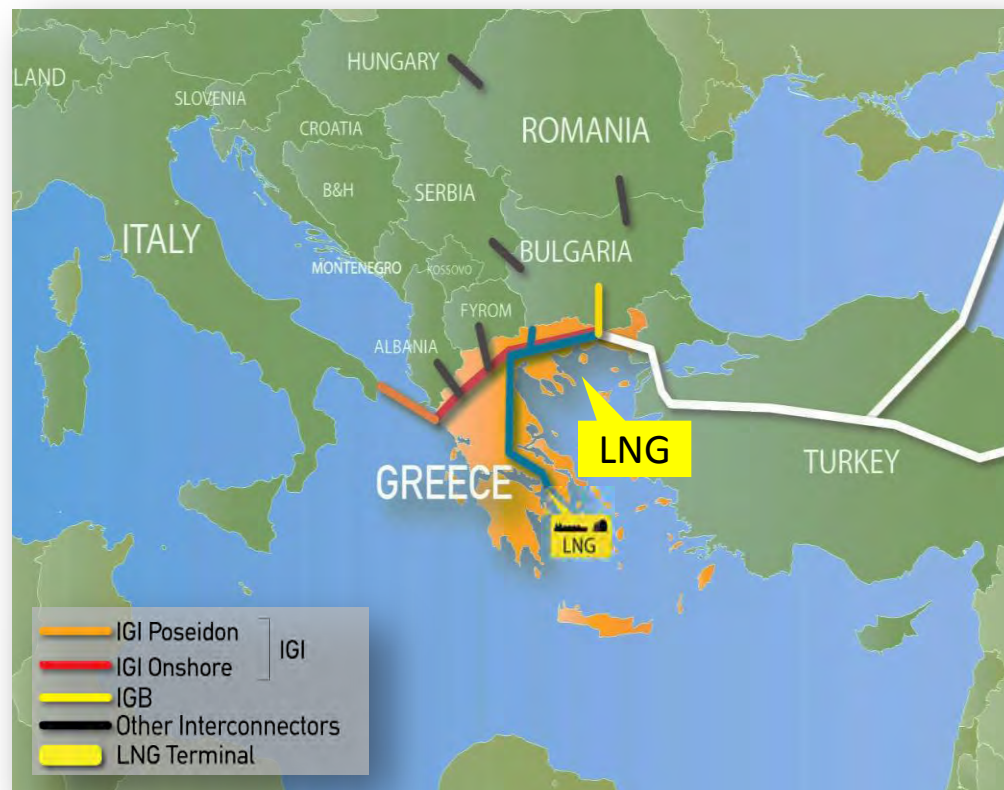 LAND
HUNGARY
SLOVENIA
CROATIA
ROMANIA
B&H
SERBIA
ITALY
BULGARIA
MONTENEGRO
KOSSOVO
FYROM
ALBANIA
LNG
TURKEY
GREECE
LNG
IGI Poseidon
IGI
IGI Onshore
IGB
Other Interconnectors
LNG Terminal